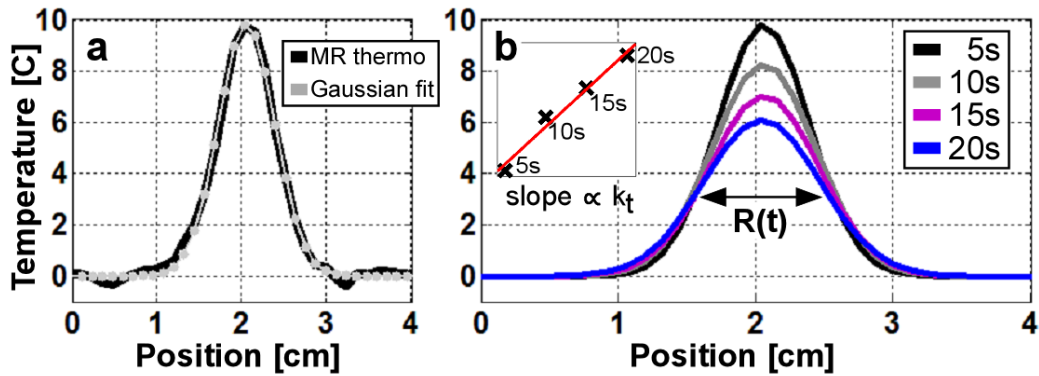 a
MR thermo
Gaussian fit
Temperature [C]
10
8
6
4
2
0
0 1 2 3 4
Position [cm]
b
5s
10s
15s
20s
slope ∝ kt
5s
10s
15s
20s
R(t)
10
8
6
4
2
0
0 1 2 3 4
Position [cm]